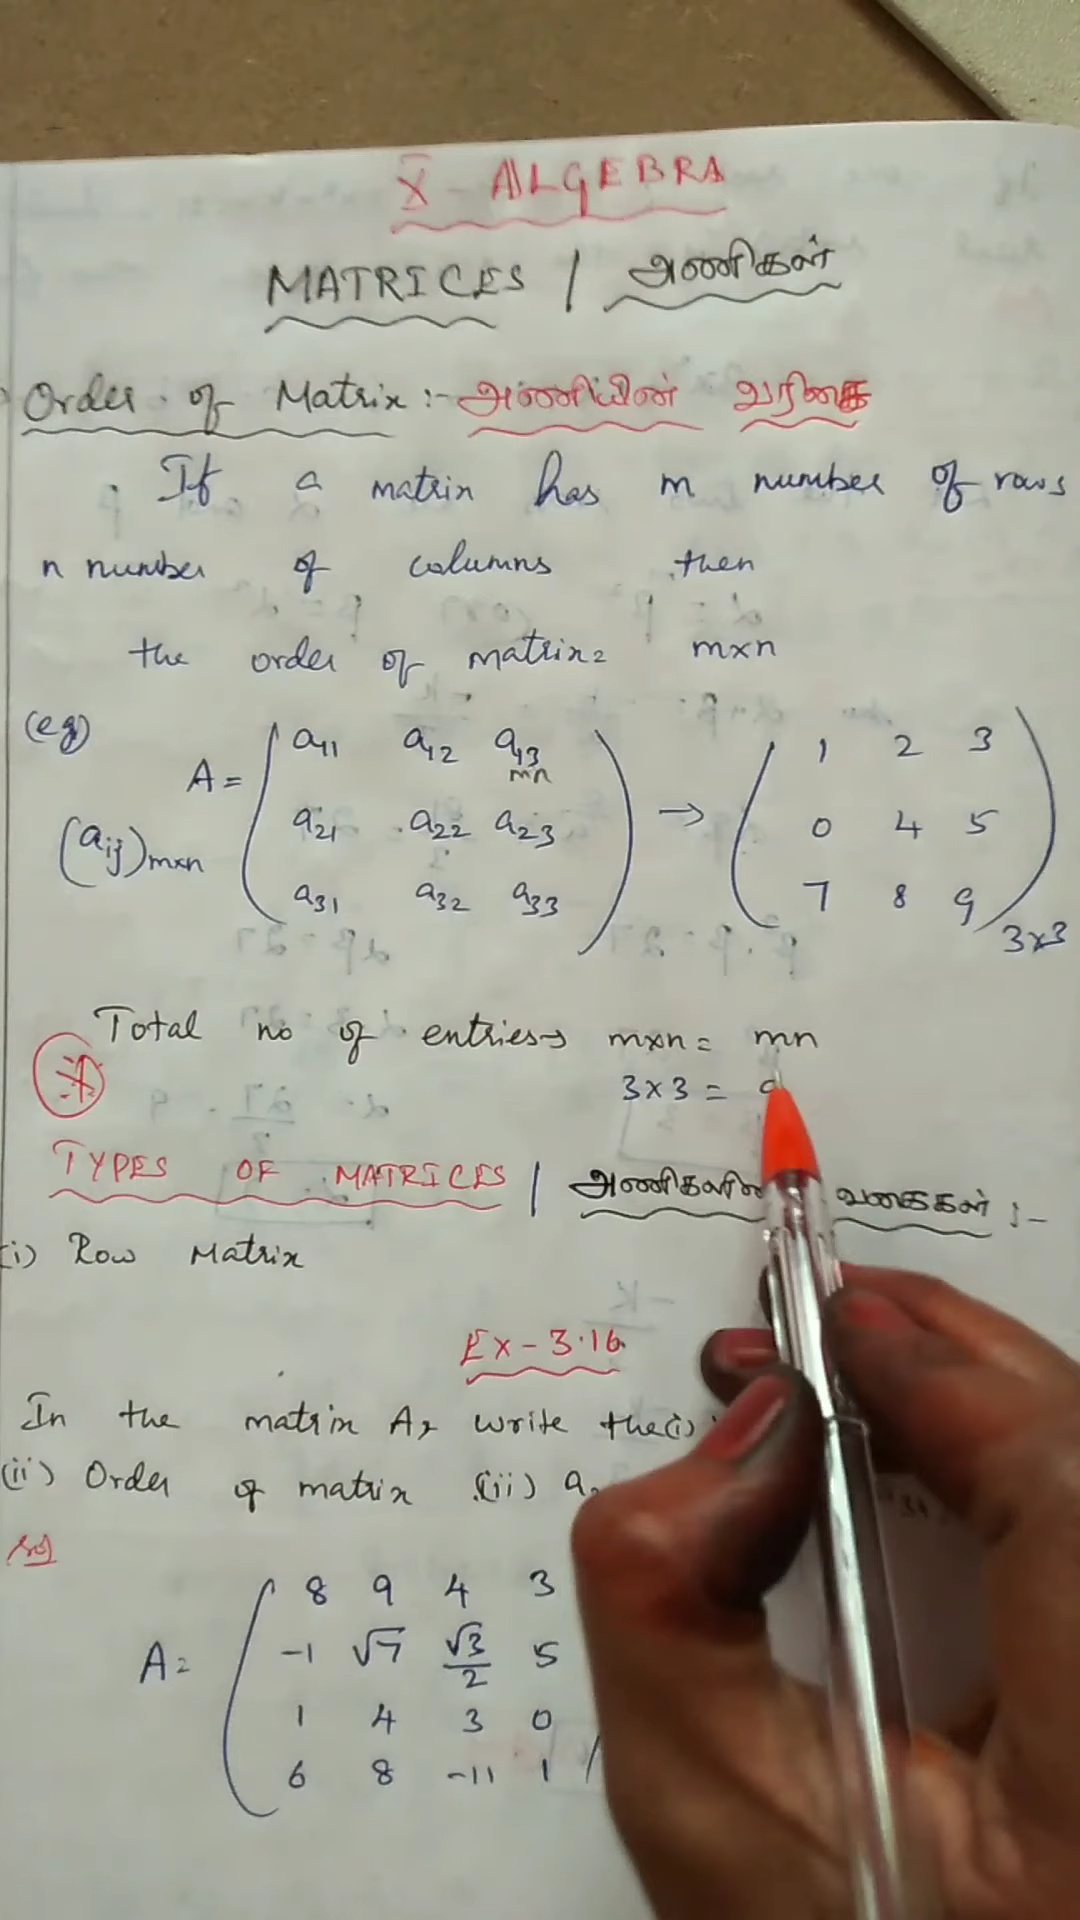 X - ALGEBRA
MATRICES / அணிகள்
Order of Matrix :- அணியின் வரிசை
If a matrix has m number of rows
n number of columns then
the order of matrix = m×n
(eg)
A = ( a11 a12 a13
mn
(aij)m×n a21 a22 a23
a31 a32 a33 ) → ( 1 2 3
0 4 5
7 8 9 ) 3×3
Total no of entries → m×n = mn
3×3 =
TYPES OF MATRICES / அணிகளின் வகைகள் :-
(i) Row Matrix
Ex - 3.16
In the matrix A, write the (i)
(ii) Order of matrix (iii) a
sol
A = ( 8 9 4 3
-1 √7 √3/2 5
1 4 3 0
6 8 -11 1